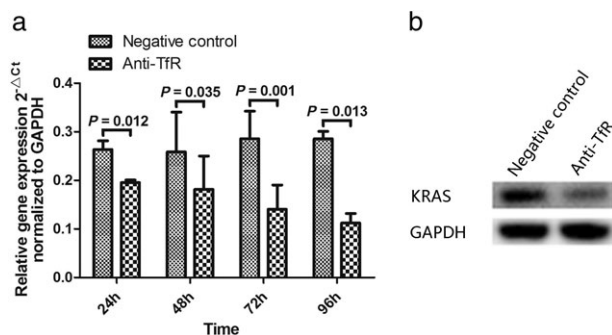 a
Negative control
Anti-TfR
Relative gene expression 2^-△Ct
normalized to GAPDH
0.4
0.3
0.2
0.1
0.0
P = 0.012
P = 0.035
P = 0.001
P = 0.013
24h
48h
72h
96h
Time
b
Negative control
Anti-TfR
KRAS
GAPDH